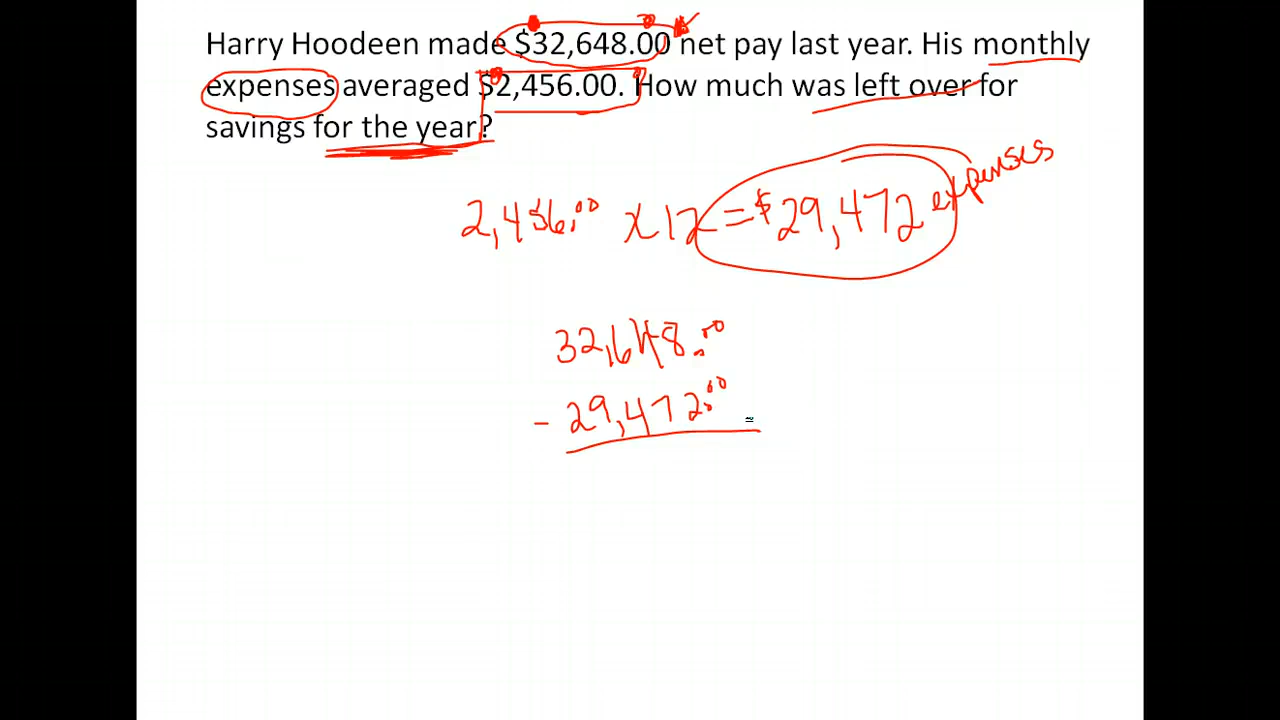 Harry Hoodeen made $32,648.00 net pay last year. His monthly
expenses averaged $2,456.00. How much was left over for
savings for the year?
2,456.00 x 12 = $29,472 expenses
32,648.00
- 29,472.00